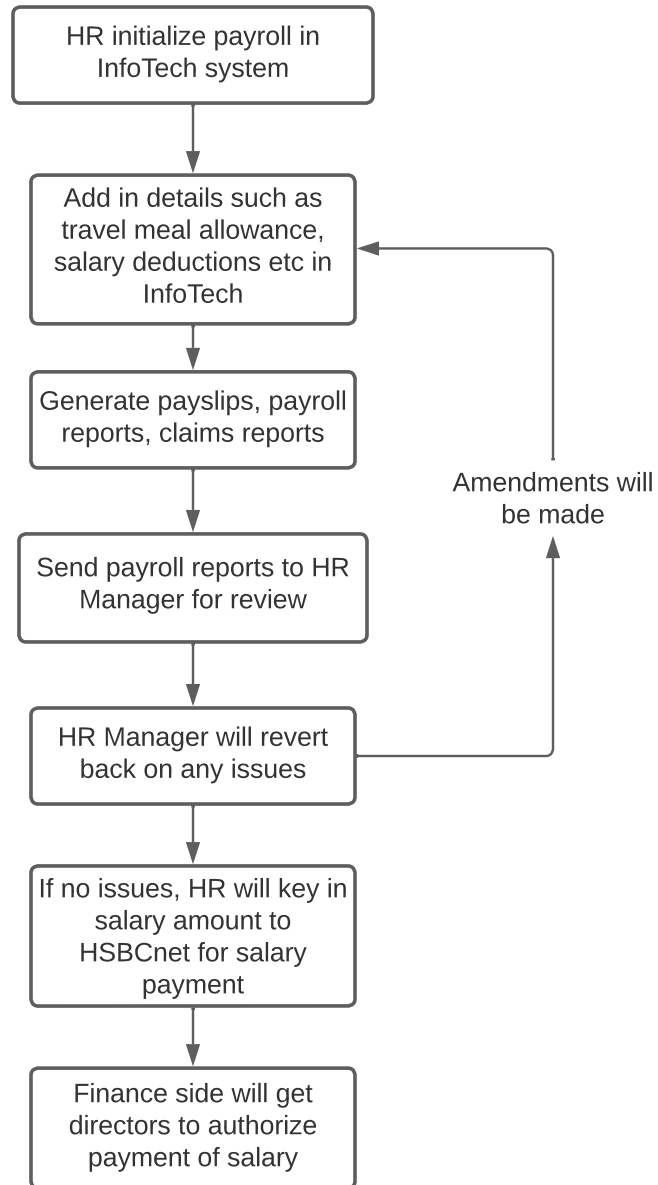 HR initialize payroll in
InfoTech system
Add in details such as
travel meal allowance,
salary deductions etc in
InfoTech
Generate payslips, payroll
reports, claims reports
Amendments will
be made
Send payroll reports to HR
Manager for review
HR Manager will revert
back on any issues
If no issues, HR will key in
salary amount to
HSBCnet for salary
payment
Finance side will get
directors to authorize
payment of salary